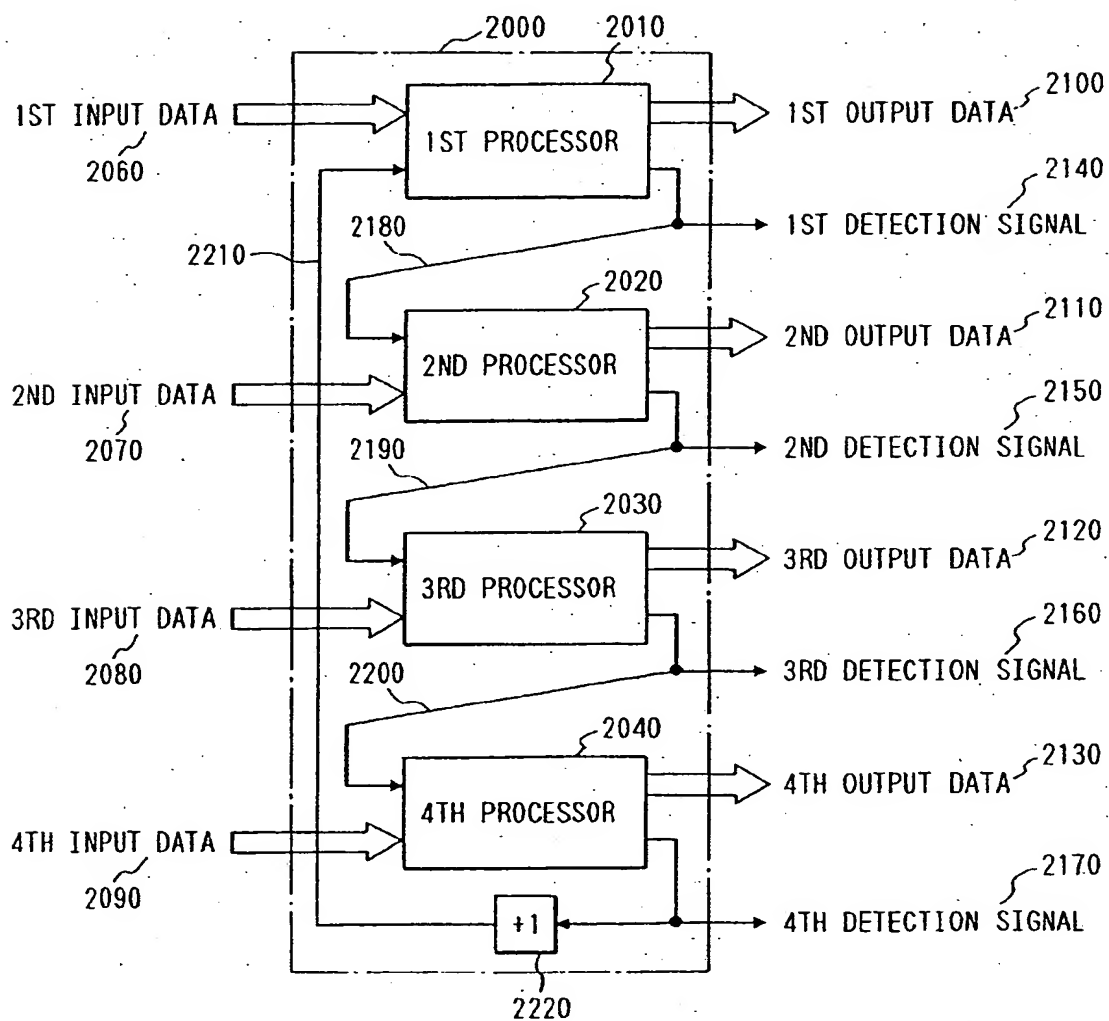 2000
2010
1ST INPUT DATA
2060
1ST PROCESSOR
1ST OUTPUT DATA
2100
2140
1ST DETECTION SIGNAL
2210
2180
2020
2ND INPUT DATA
2070
2ND PROCESSOR
2ND OUTPUT DATA
2110
2150
2ND DETECTION SIGNAL
2190
2030
3RD INPUT DATA
2080
3RD PROCESSOR
3RD OUTPUT DATA
2120
2160
3RD DETECTION SIGNAL
2200
2040
4TH INPUT DATA
2090
4TH PROCESSOR
4TH OUTPUT DATA
2130
2170
4TH DETECTION SIGNAL
+1
2220